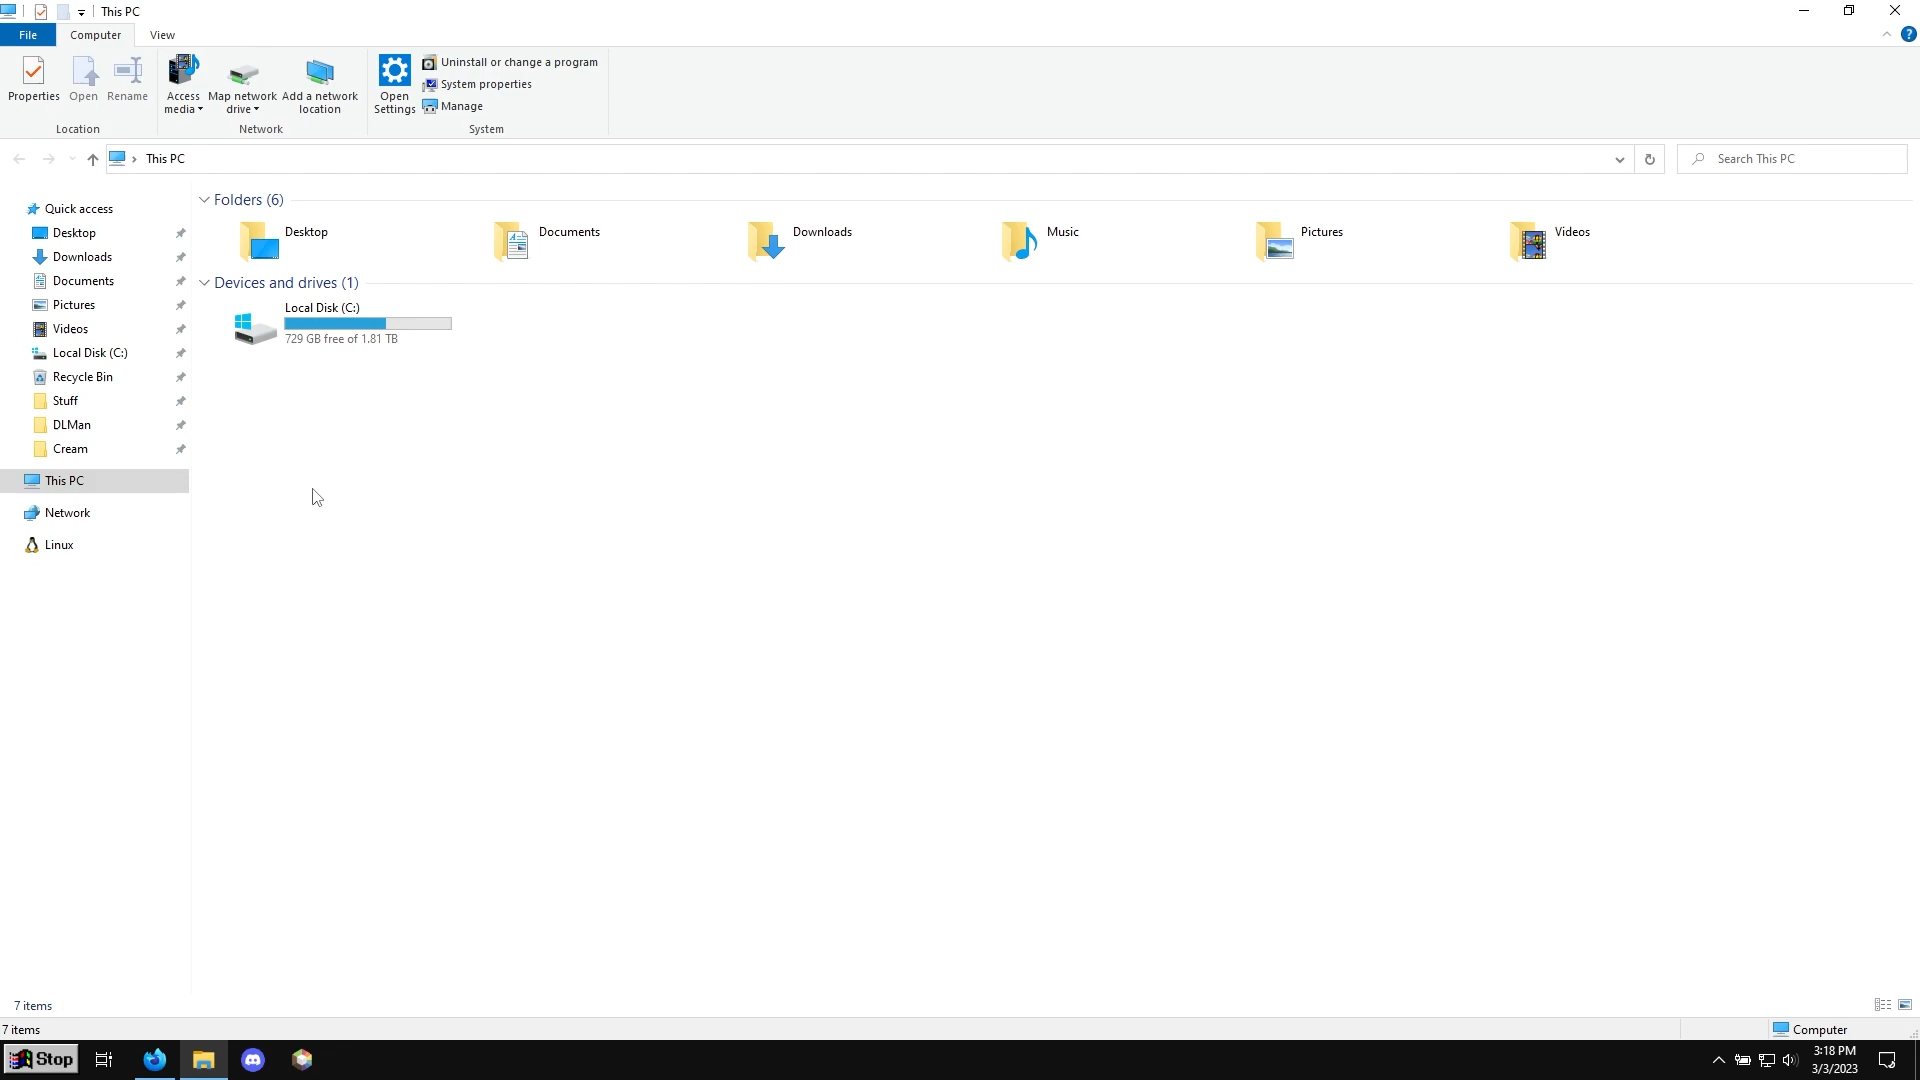 This PC
File
Computer
View
Properties
Open
Rename
Access
media
Map network
drive
Add a network
location
Open
Settings
Uninstall or change a program
System properties
Manage
Location
Network
System
This PC
Search This PC
Quick access
Desktop
Downloads
Documents
Pictures
Videos
Local Disk (C:)
Recycle Bin
Stuff
DLMan
Cream
This PC
Network
Linux
Folders (6)
Desktop
Documents
Downloads
Music
Pictures
Videos
Devices and drives (1)
Local Disk (C:)
729 GB free of 1.81 TB
7 items
7 items
Computer
Stop
3:18 PM
3/3/2023